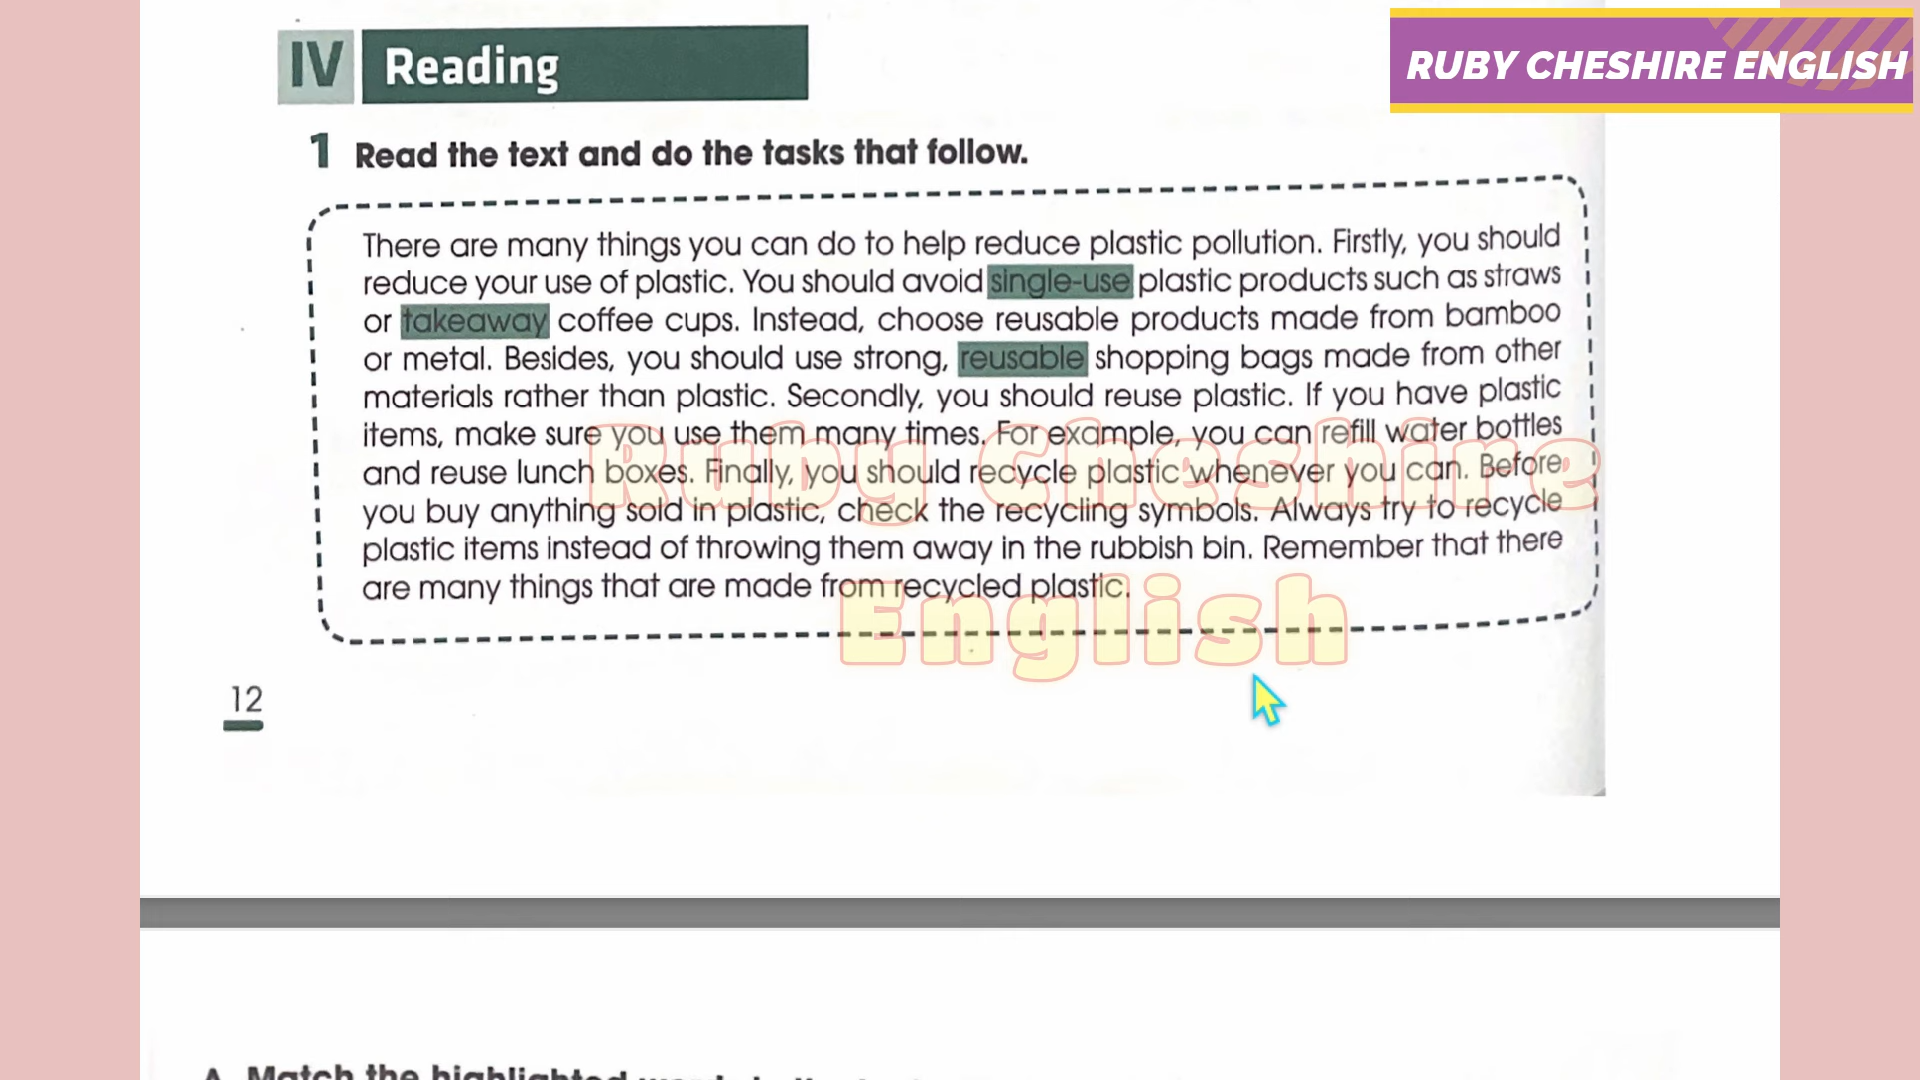 RUBY CHESHIRE ENGLISH
IV Reading
1 Read the text and do the tasks that follow.
There are many things you can do to help reduce plastic pollution. Firstly, you should
reduce your use of plastic. You should avoid single-use plastic products such as straws
or takeaway coffee cups. Instead, choose reusable products made from bamboo
or metal. Besides, you should use strong, reusable shopping bags made from other
materials rather than plastic. Secondly, you should reuse plastic. If you have plastic
items, make sure you use them many times. For example, you can refill water bottles
and reuse lunch boxes. Finally, you should recycle plastic whenever you can. Before
you buy anything sold in plastic, check the recycling symbols. Always try to recycle
plastic items instead of throwing them away in the rubbish bin. Remember that there
are many things that are made from recycled plastic.
Ruby Cheshire
English
12
A Match the highlighted